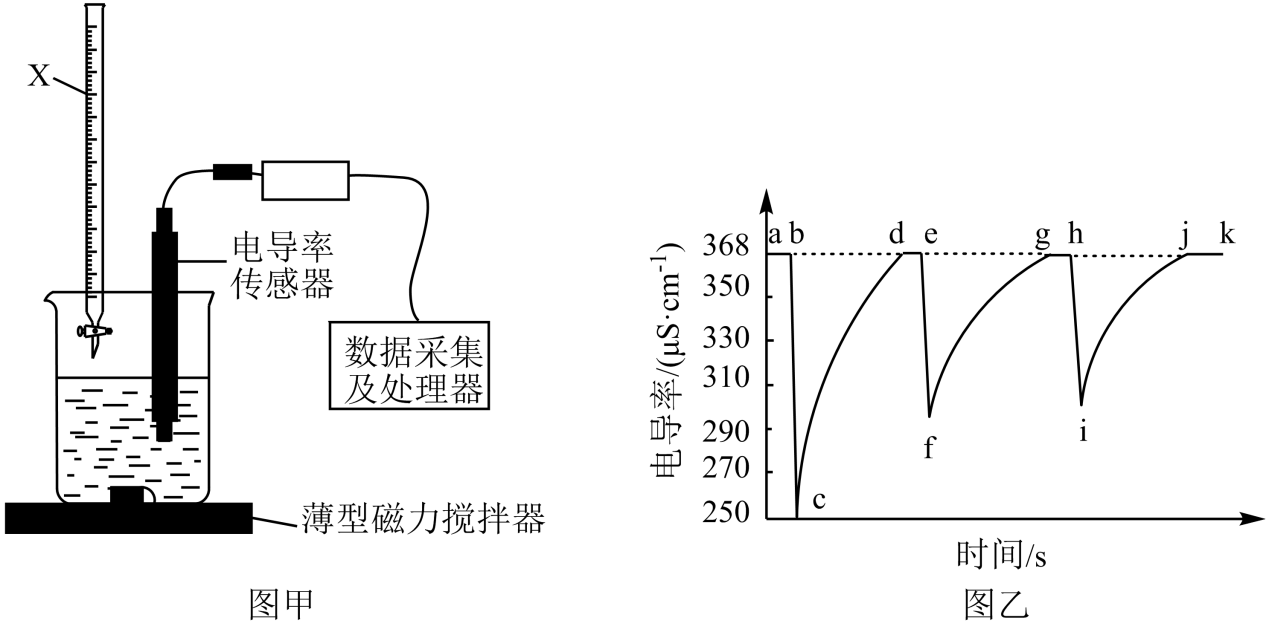 X
电导率
传感器
数据采集
及处理器
薄型磁力搅拌器
图甲
电导率/(μS·cm⁻¹)
368
350
330
310
290
270
250
a b d e g h j k
c f i
时间/s
图乙